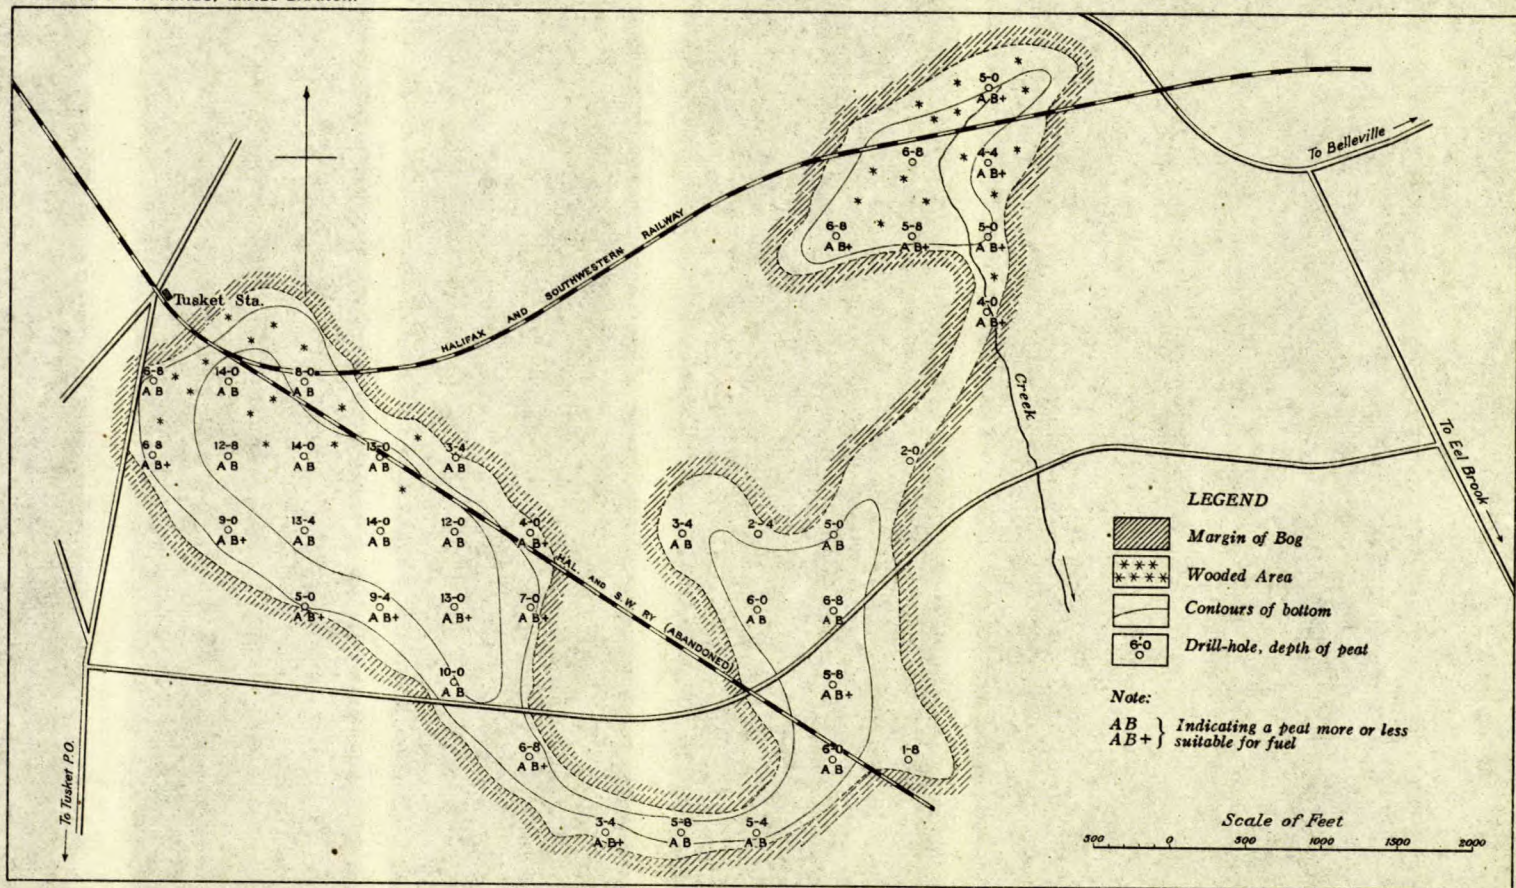 5-0
A B+
6-8
4-4
A B+
To Belleville
6-8
A B+
5-8
A B+
5-0
A B+
HALIFAX AND SOUTHWESTERN RAILWAY
Tusket Sta.
4-0
A B+
6-8
A B
14-0
A B
8-0
A B
Creek
6 8
A B+
12-8
A B
14-0
A B
13-0
A B
3-4
A B
2-0
To Eel Brook
9-0
A B+
13-4
A B
14-0
A B
12-0
A B
4-0
A B+
3-4
A B
2-4
5-0
A B
HAL. AND S. W. RY (ABANDONED)
5-0
A B+
9-4
A B+
13-0
A B+
7-0
A B+
6-0
A B
6-8
A B
10-0
A B
5-8
A B+
6-8
A B+
6-0
A B
1-8
3-4
A B+
5-8
A B
5-4
A B
To Tusket P.O.
LEGEND
Margin of Bog
Wooded Area
Contours of bottom
6-0
Drill-hole, depth of peat
Note:
AB } Indicating a peat more or less
AB+ } suitable for fuel
Scale of Feet
500 0 500 1000 1500 2000